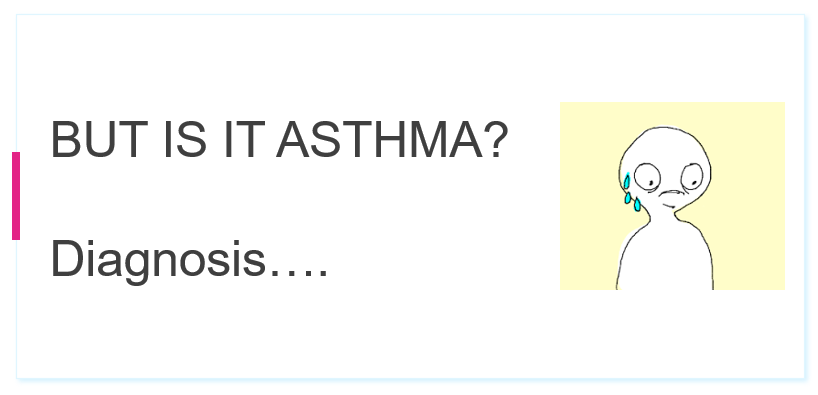 BUT IS IT ASTHMA?
Diagnosis….